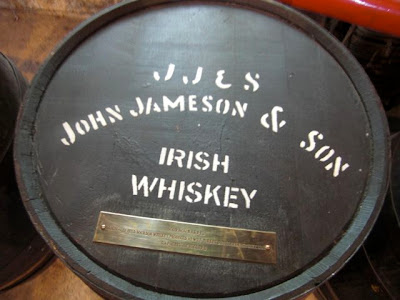 J J & S
JOHN JAMESON & SON
IRISH
WHISKEY